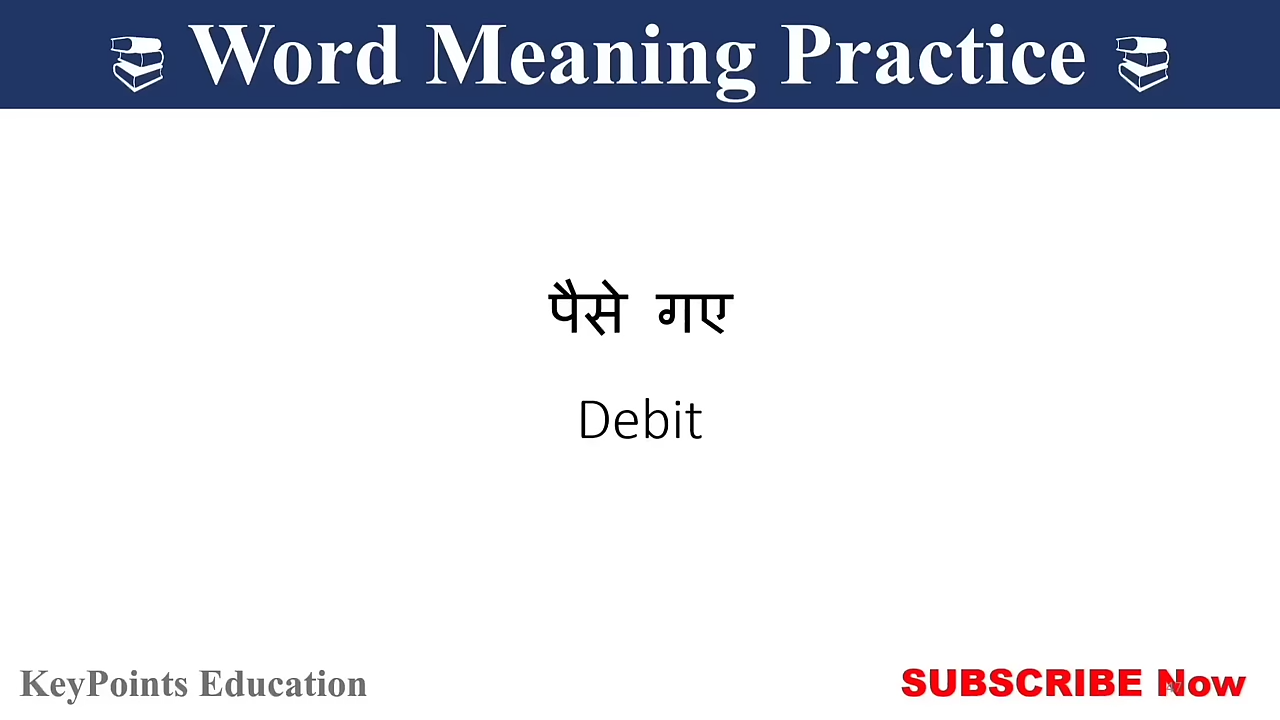 Word Meaning Practice
पैसे गए
Debit
KeyPoints Education
SUBSCRIBE Now